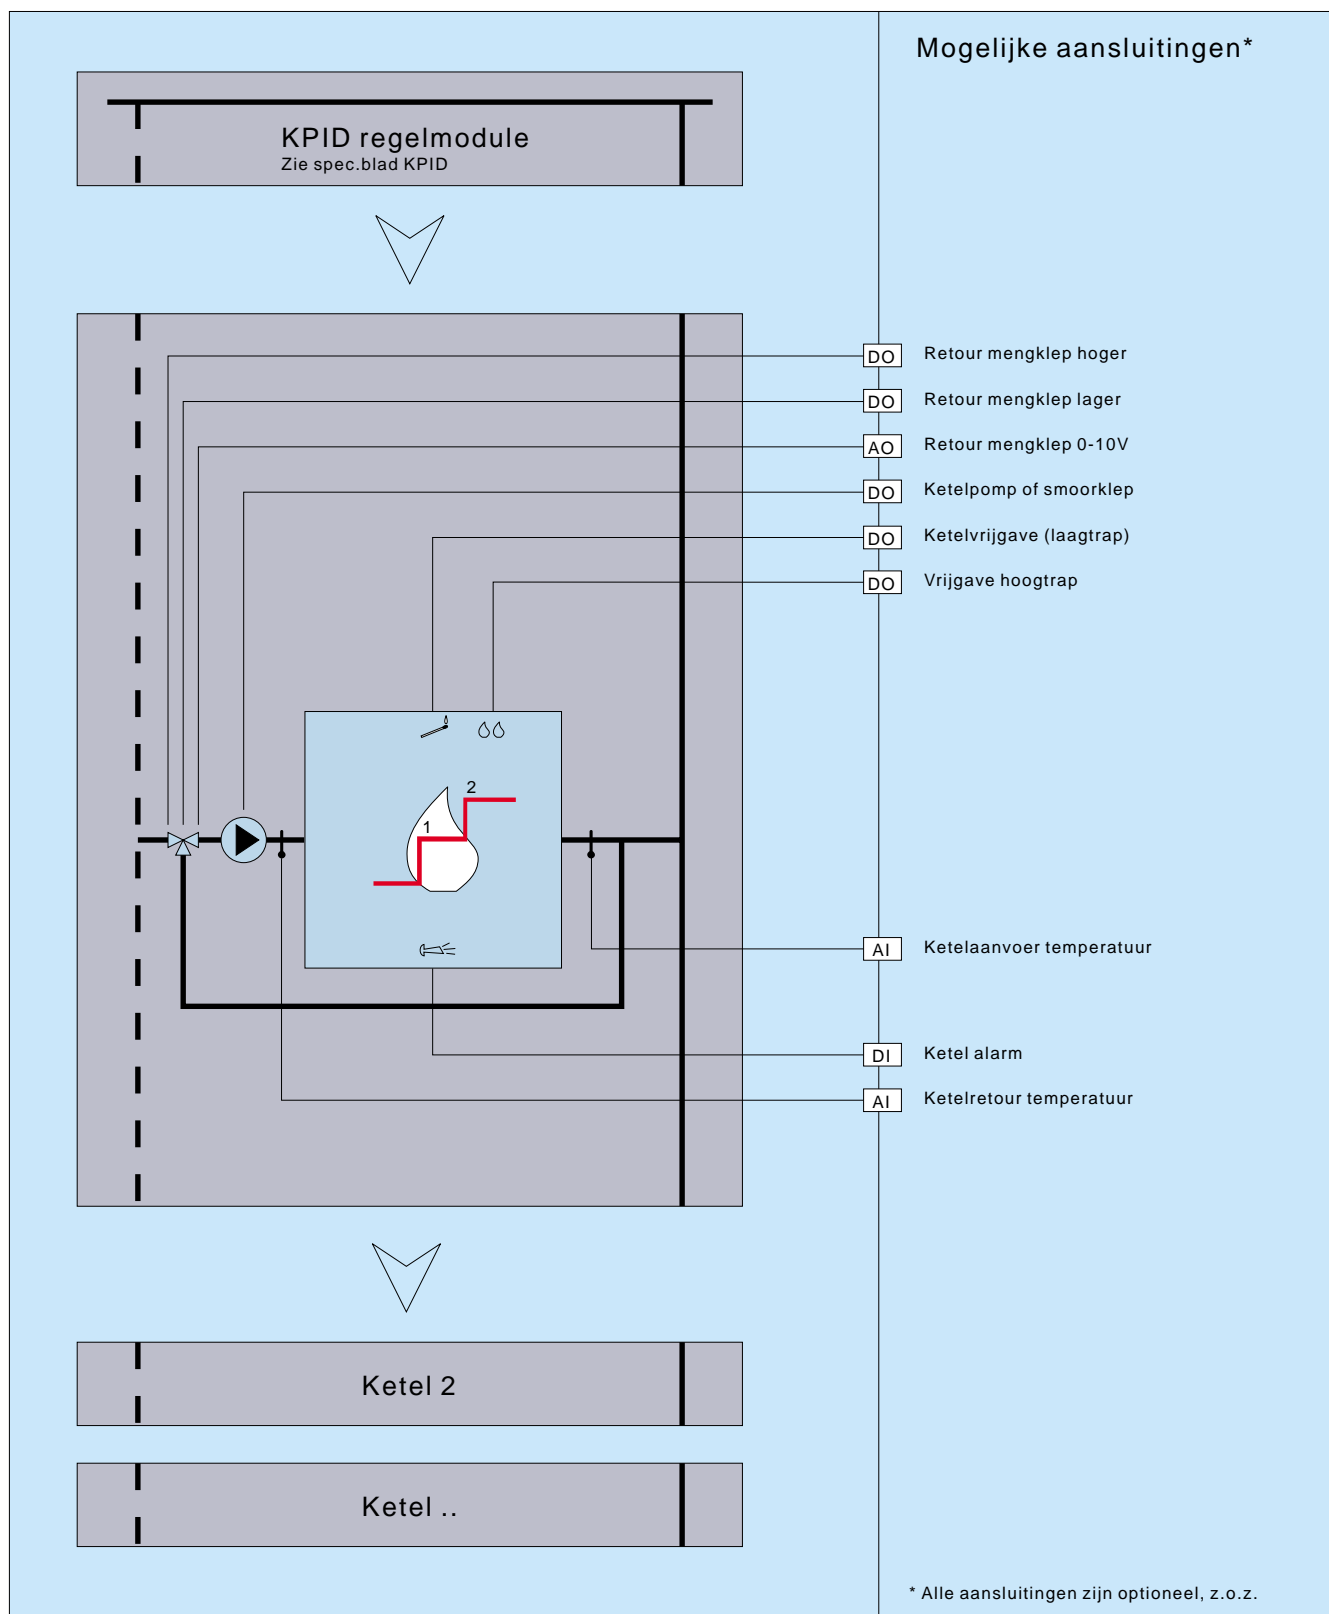 Mogelijke aansluitingen*
KPID regelmodule
Zie spec.blad KPID
DO Retour mengklep hoger
DO Retour mengklep lager
AO Retour mengklep 0-10V
DO Ketelpomp of smoorklep
DO Ketelvrijgave (laagtrap)
DO Vrijgave hoogtrap
2
1
AI Ketelaanvoer temperatuur
DI Ketel alarm
AI Ketelretour temperatuur
Ketel 2
Ketel ..
* Alle aansluitingen zijn optioneel, z.o.z.